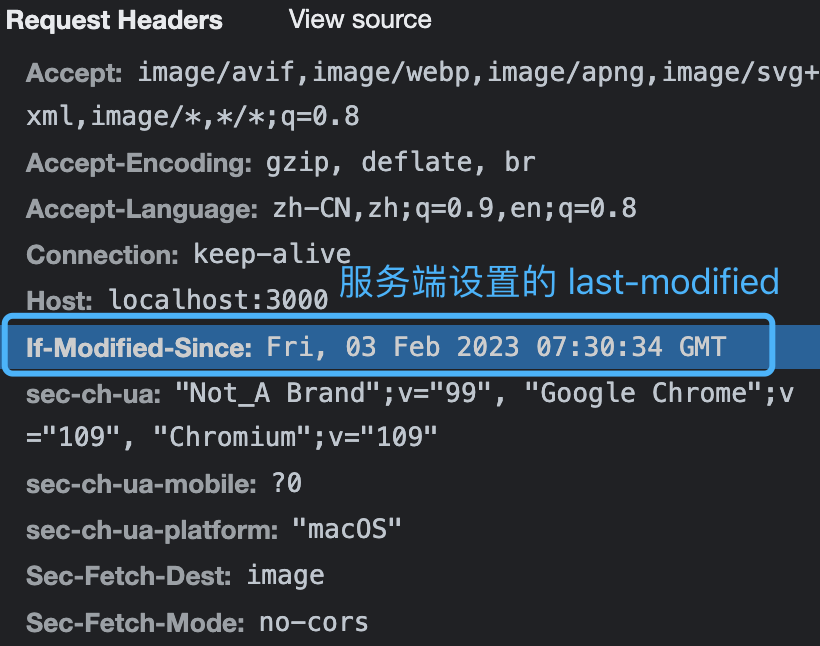 Request Headers View source
Accept: image/avif,image/webp,image/apng,image/svg+
xml,image/*,*/*;q=0.8
Accept-Encoding: gzip, deflate, br
Accept-Language: zh-CN,zh;q=0.9,en;q=0.8
Connection: keep-alive
服务端设置的 last-modified
Host: localhost:3000
If-Modified-Since: Fri, 03 Feb 2023 07:30:34 GMT
sec-ch-ua: "Not_A Brand";v="99", "Google Chrome";v
="109", "Chromium";v="109"
sec-ch-ua-mobile: ?0
sec-ch-ua-platform: "macOS"
Sec-Fetch-Dest: image
Sec-Fetch-Mode: no-cors